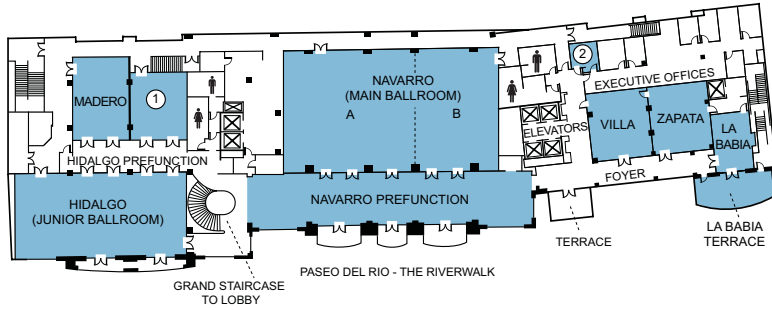 MADERO
1
HIDALGO PREFUNCTION
HIDALGO
(JUNIOR BALLROOM)
GRAND STAIRCASE
TO LOBBY
NAVARRO
(MAIN BALLROOM)
A
B
NAVARRO PREFUNCTION
PASEO DEL RIO - THE RIVERWALK
2
EXECUTIVE OFFICES
ELEVATORS
VILLA
ZAPATA
LA
BABIA
FOYER
TERRACE
LA BABIA
TERRACE